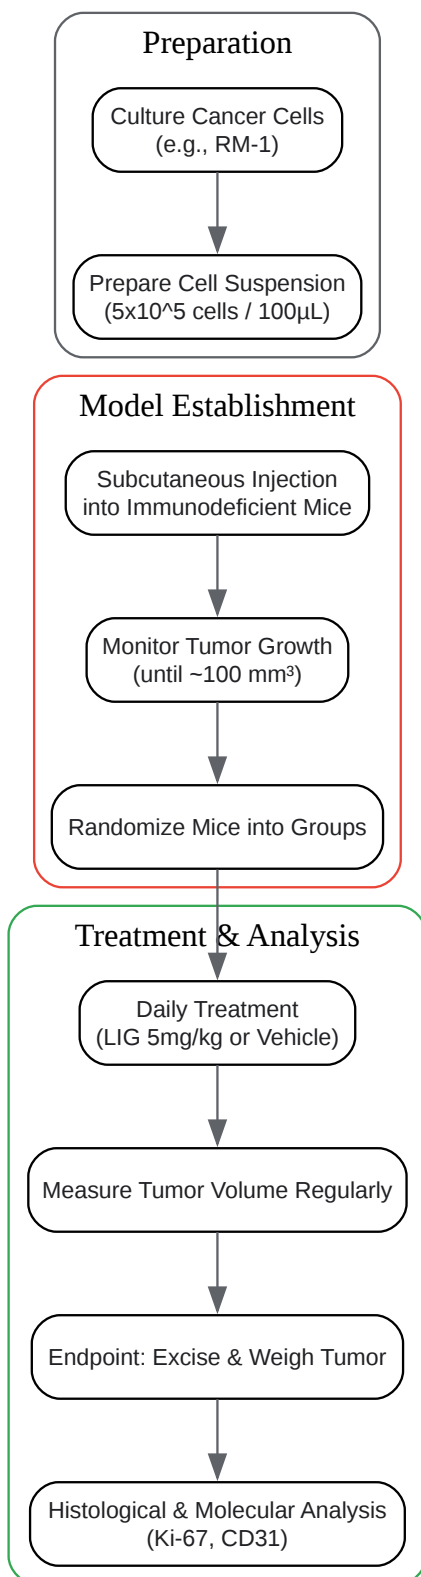 Preparation
Culture Cancer Cells
(e.g., RM-1)
Prepare Cell Suspension
(5x10^5 cells / 100µL)
Model Establishment
Subcutaneous Injection
into Immunodeficient Mice
Monitor Tumor Growth
(until ~100 mm³)
Randomize Mice into Groups
Treatment & Analysis
Daily Treatment
(LIG 5mg/kg or Vehicle)
Measure Tumor Volume Regularly
Endpoint: Excise & Weigh Tumor
Histological & Molecular Analysis
(Ki-67, CD31)